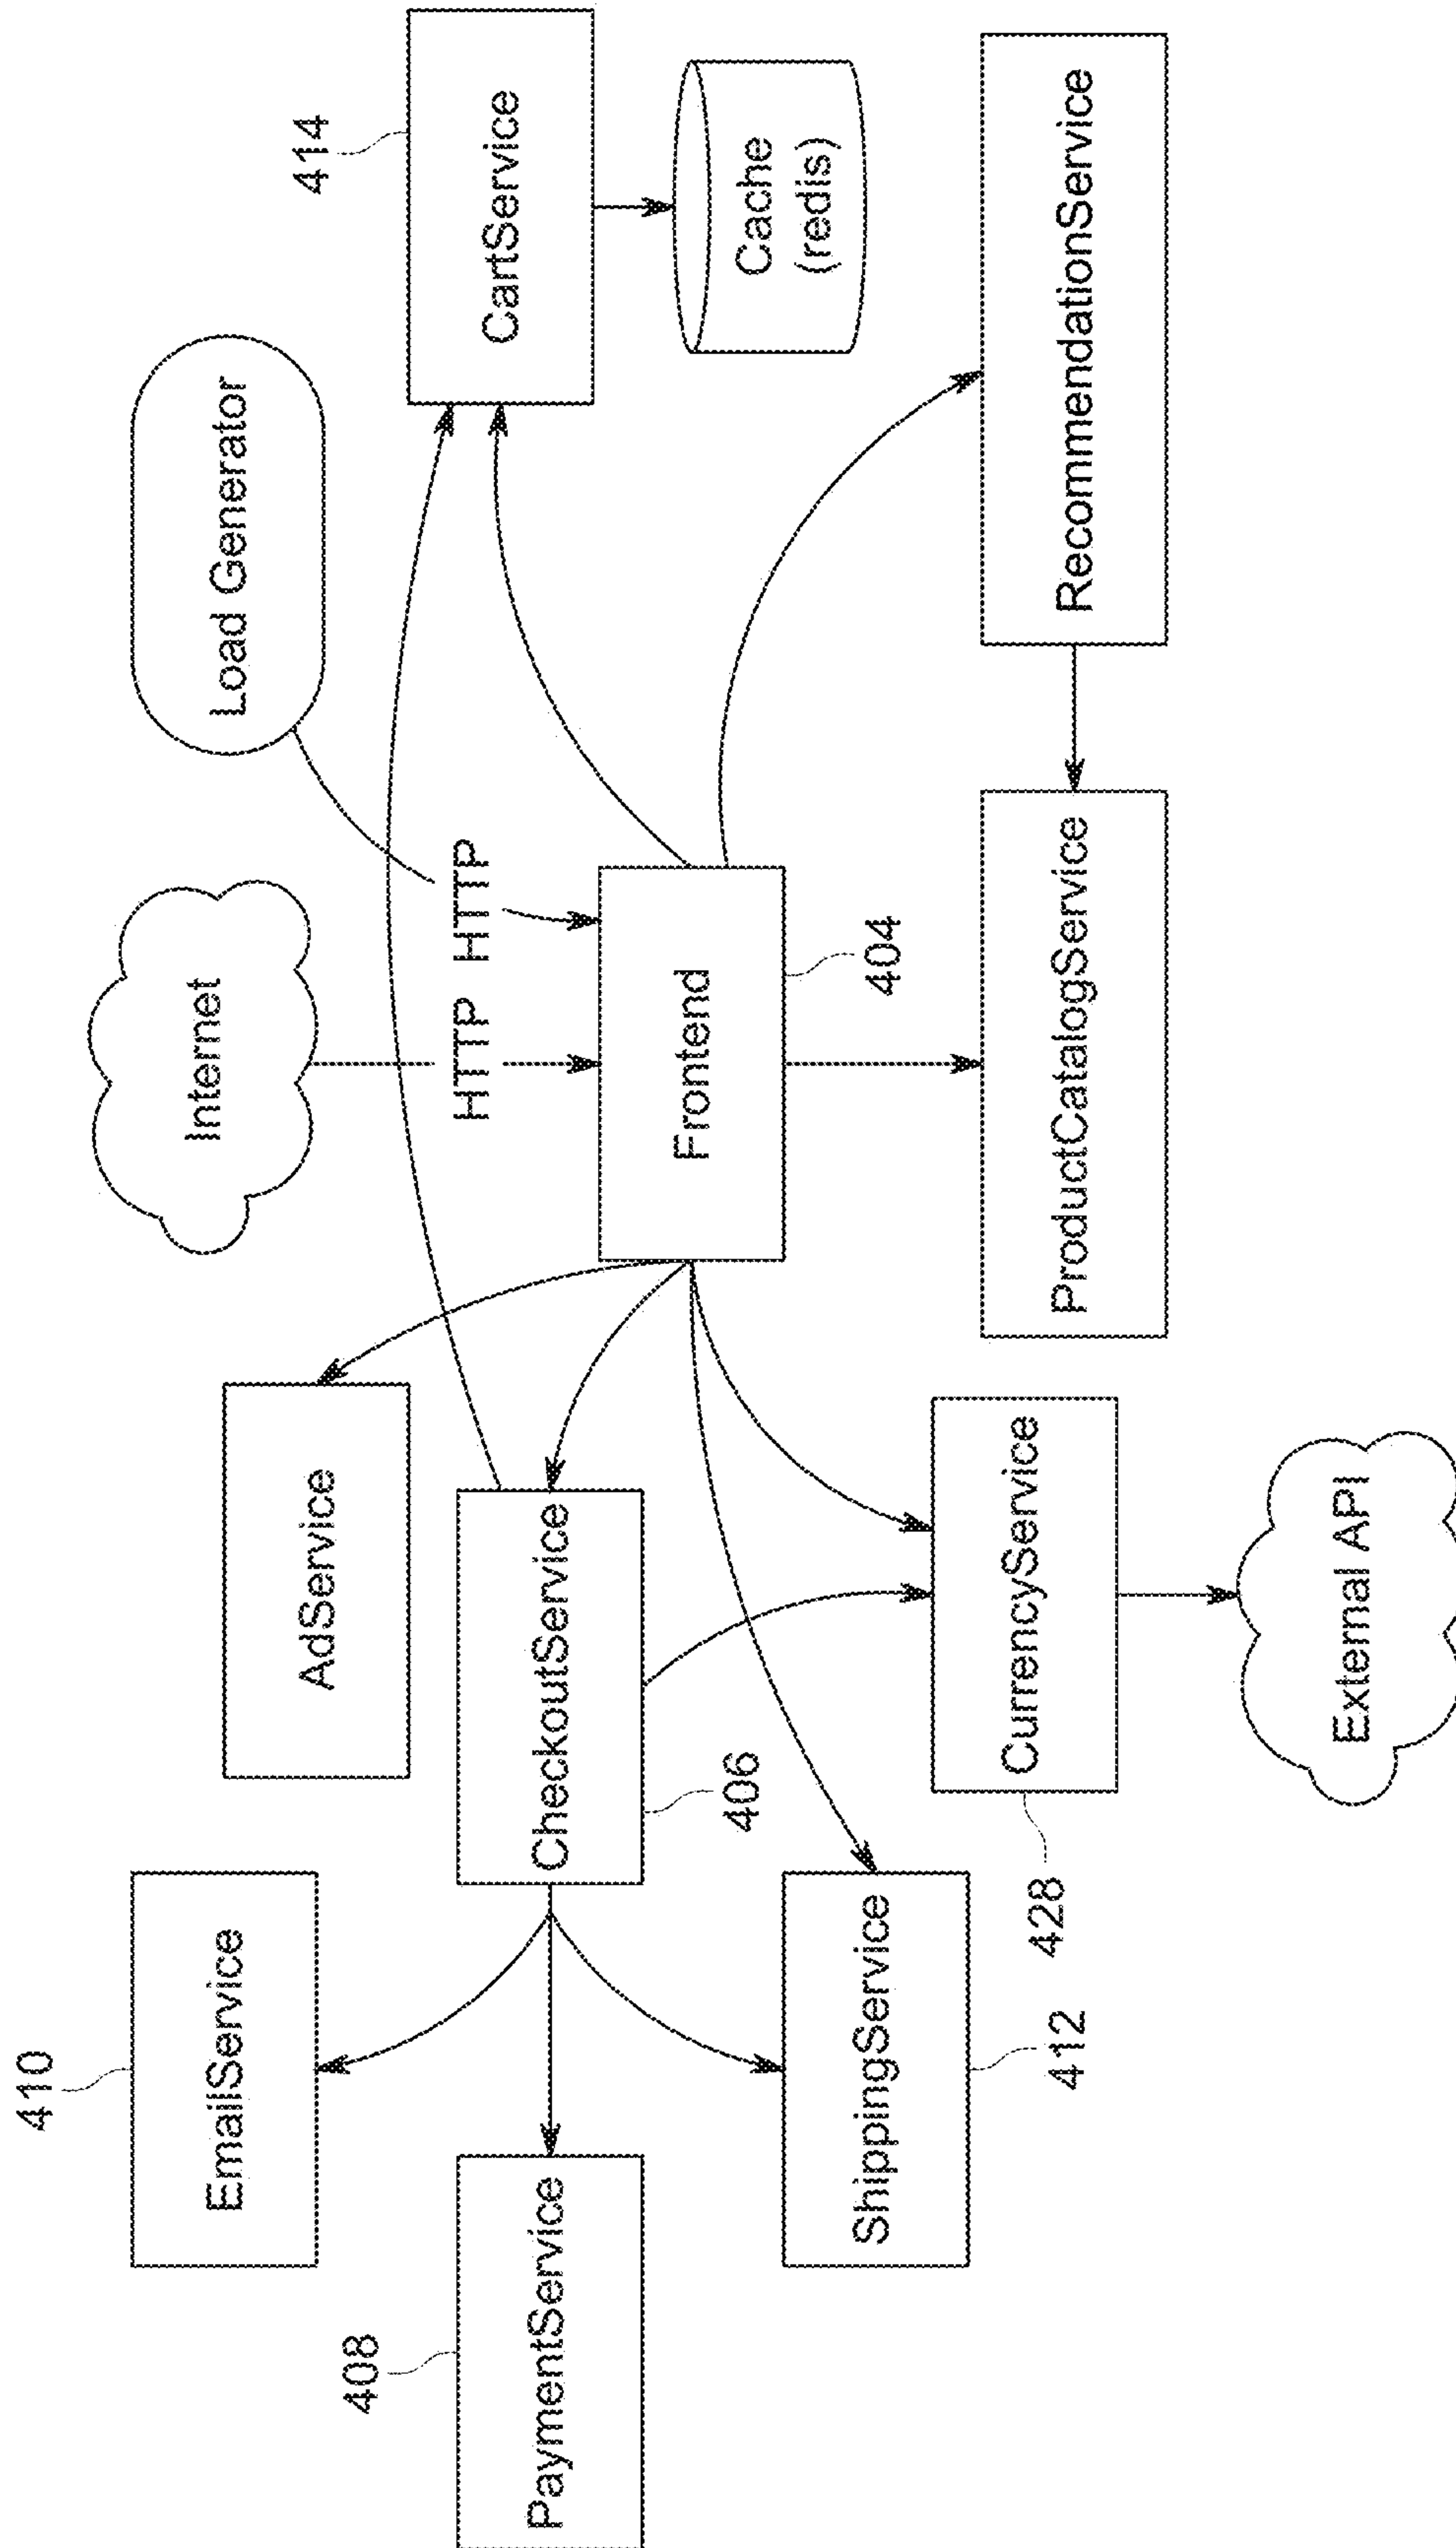 410
EmailService
Internet
Load Generator
414
AdService
408
HTTP HTTP
CartService
PaymentService
CheckoutService
Frontend
406
Cache
(redis)
ShippingService
404
CurrencyService
428
412
ProductCatalogService
RecommendationService
External API